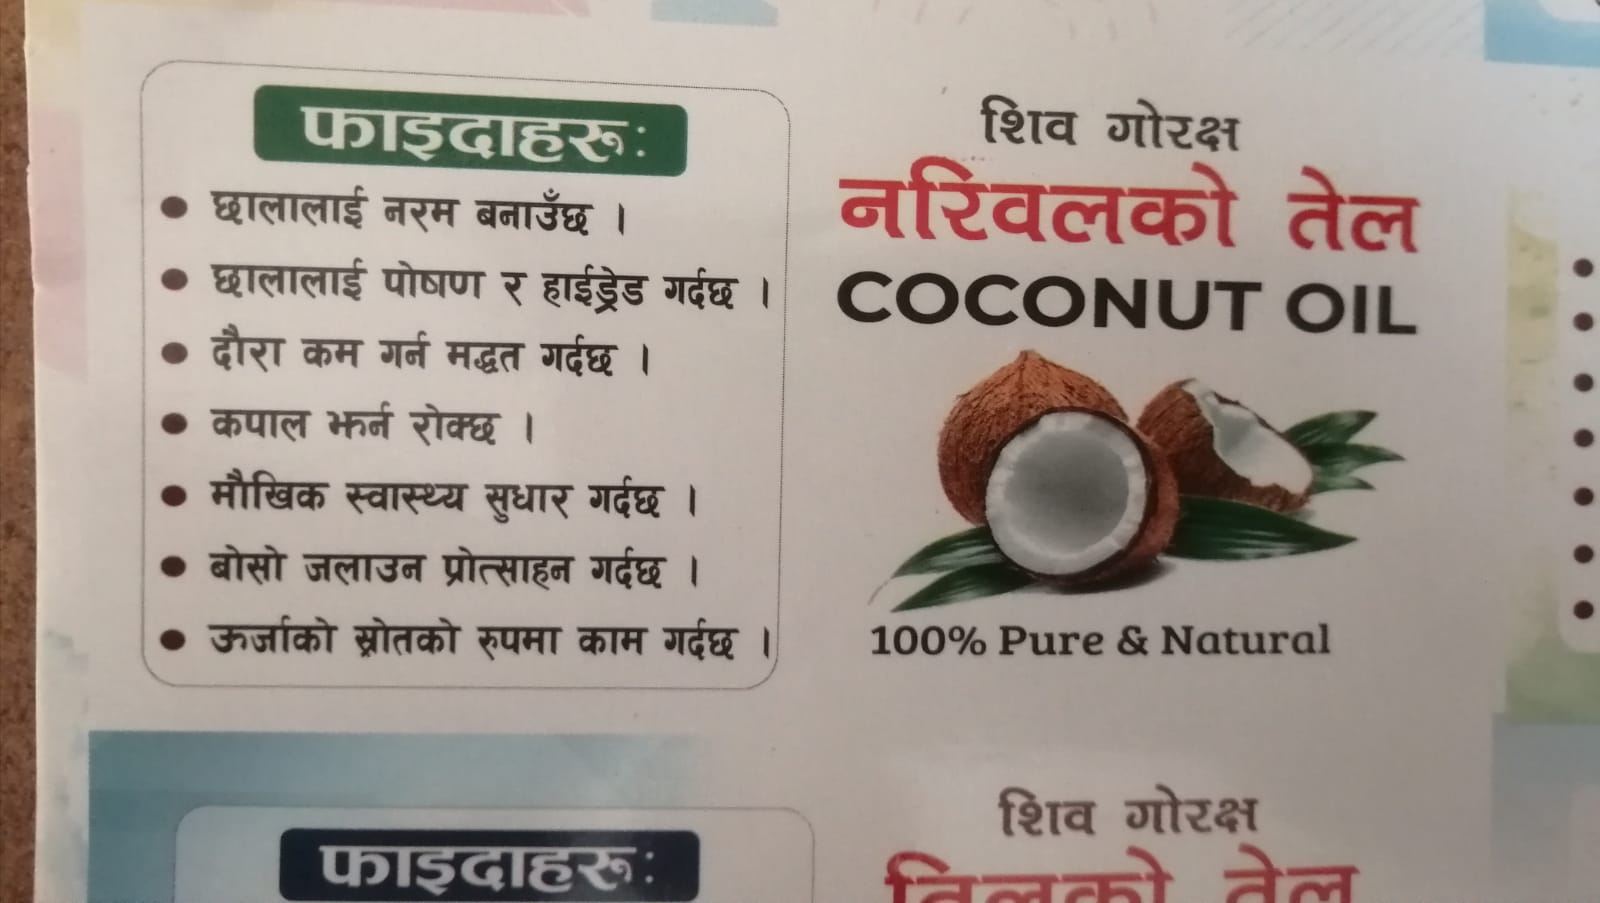 फाइदाहरू:
• छालालाई नरम बनाउँछ ।
• छालालाई पोषण र हाईड्रेड गर्दछ ।
• दौरा कम गर्न मद्धत गर्दछ ।
• कपाल झर्न रोक्छ ।
• मौखिक स्वास्थ्य सुधार गर्दछ ।
• बोसो जलाउन प्रोत्साहन गर्दछ ।
• ऊर्जाको स्रोतको रुपमा काम गर्दछ ।
शिव गोरक्ष
नरिवलको तेल
COCONUT OIL
100% Pure & Natural
फाइदाहरू:
शिव गोरक्ष
तिलको तेल